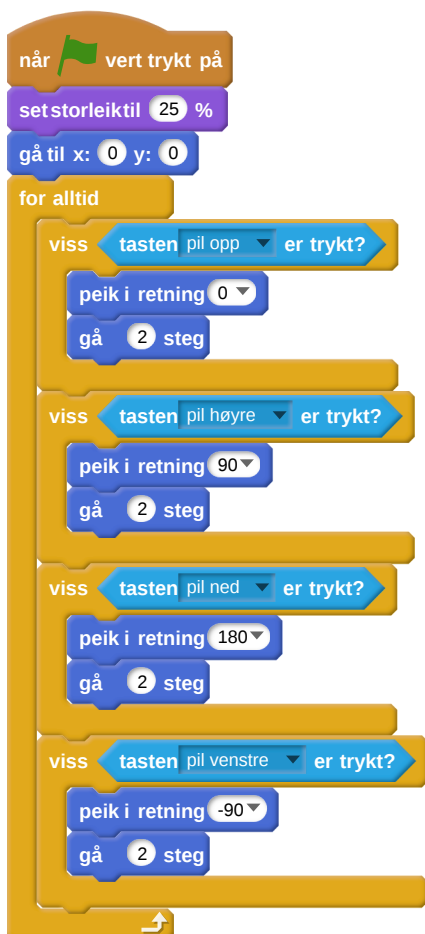 når vert trykt på
set storleik til 25 %
gå til x: 0 y: 0
for alltid
viss tasten pil opp er trykt?
peik i retning 0
gå 2 steg
viss tasten pil høyre er trykt?
peik i retning 90
gå 2 steg
viss tasten pil ned er trykt?
peik i retning 180
gå 2 steg
viss tasten pil venstre er trykt?
peik i retning -90
gå 2 steg